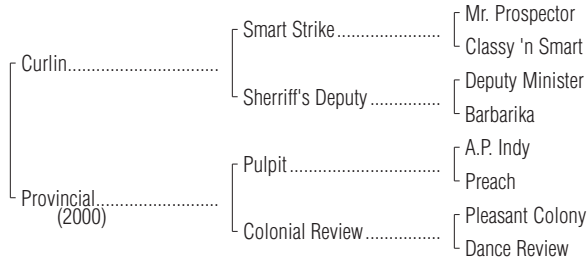 Mr. Prospector
Smart Strike
Classy 'n Smart
Curlin
Deputy Minister
Sherriff's Deputy
Barbarika
A.P. Indy
Pulpit
Preach
Provincial
(2000)
Pleasant Colony
Colonial Review
Dance Review